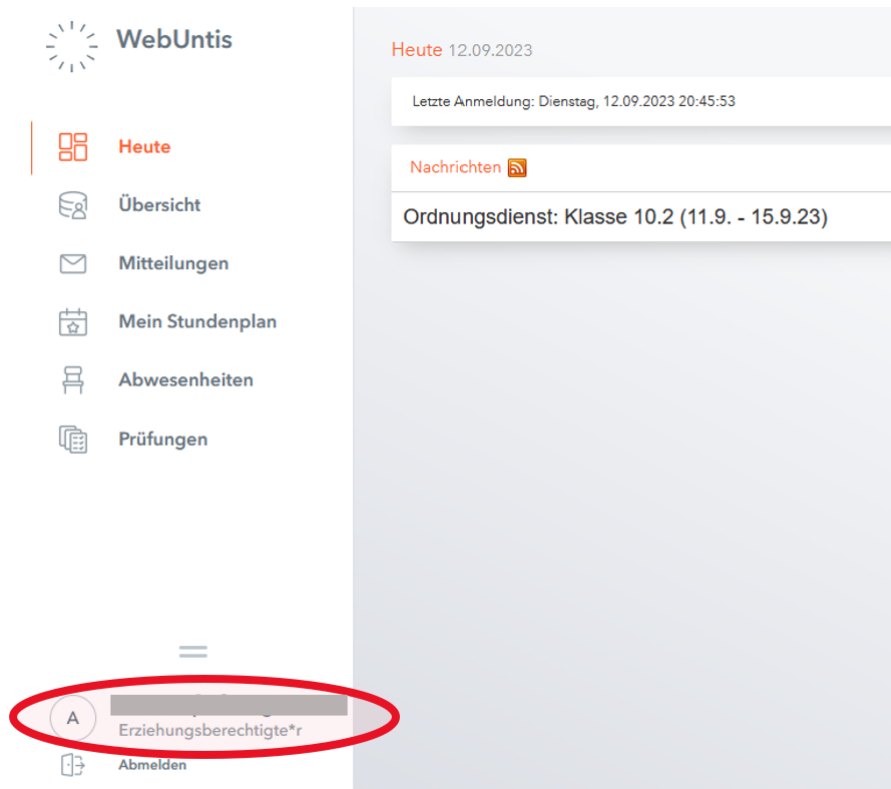 WebUntis
Heute
Übersicht
Mitteilungen
Mein Stundenplan
Abwesenheiten
Prüfungen
A
Erziehungsberechtigte*r
Abmelden
Heute 12.09.2023
Letzte Anmeldung: Dienstag, 12.09.2023 20:45:53
Nachrichten
Ordnungsdienst: Klasse 10.2 (11.9. - 15.9.23)